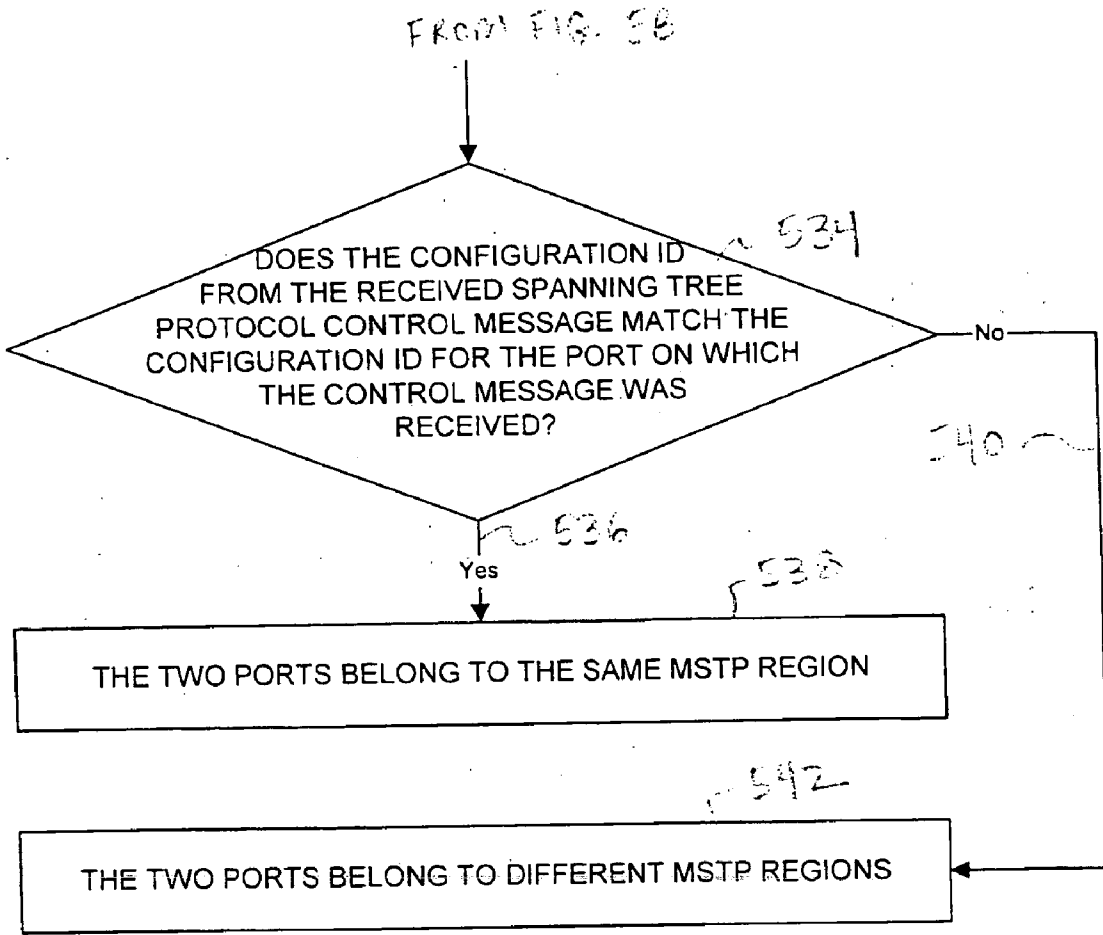 FROM FIG. 5B
534
DOES THE CONFIGURATION ID
FROM THE RECEIVED SPANNING TREE
PROTOCOL CONTROL MESSAGE MATCH THE
CONFIGURATION ID FOR THE PORT ON WHICH
THE CONTROL MESSAGE WAS
RECEIVED?
No
540
536
Yes
538
THE TWO PORTS BELONG TO THE SAME MSTP REGION
542
THE TWO PORTS BELONG TO DIFFERENT MSTP REGIONS